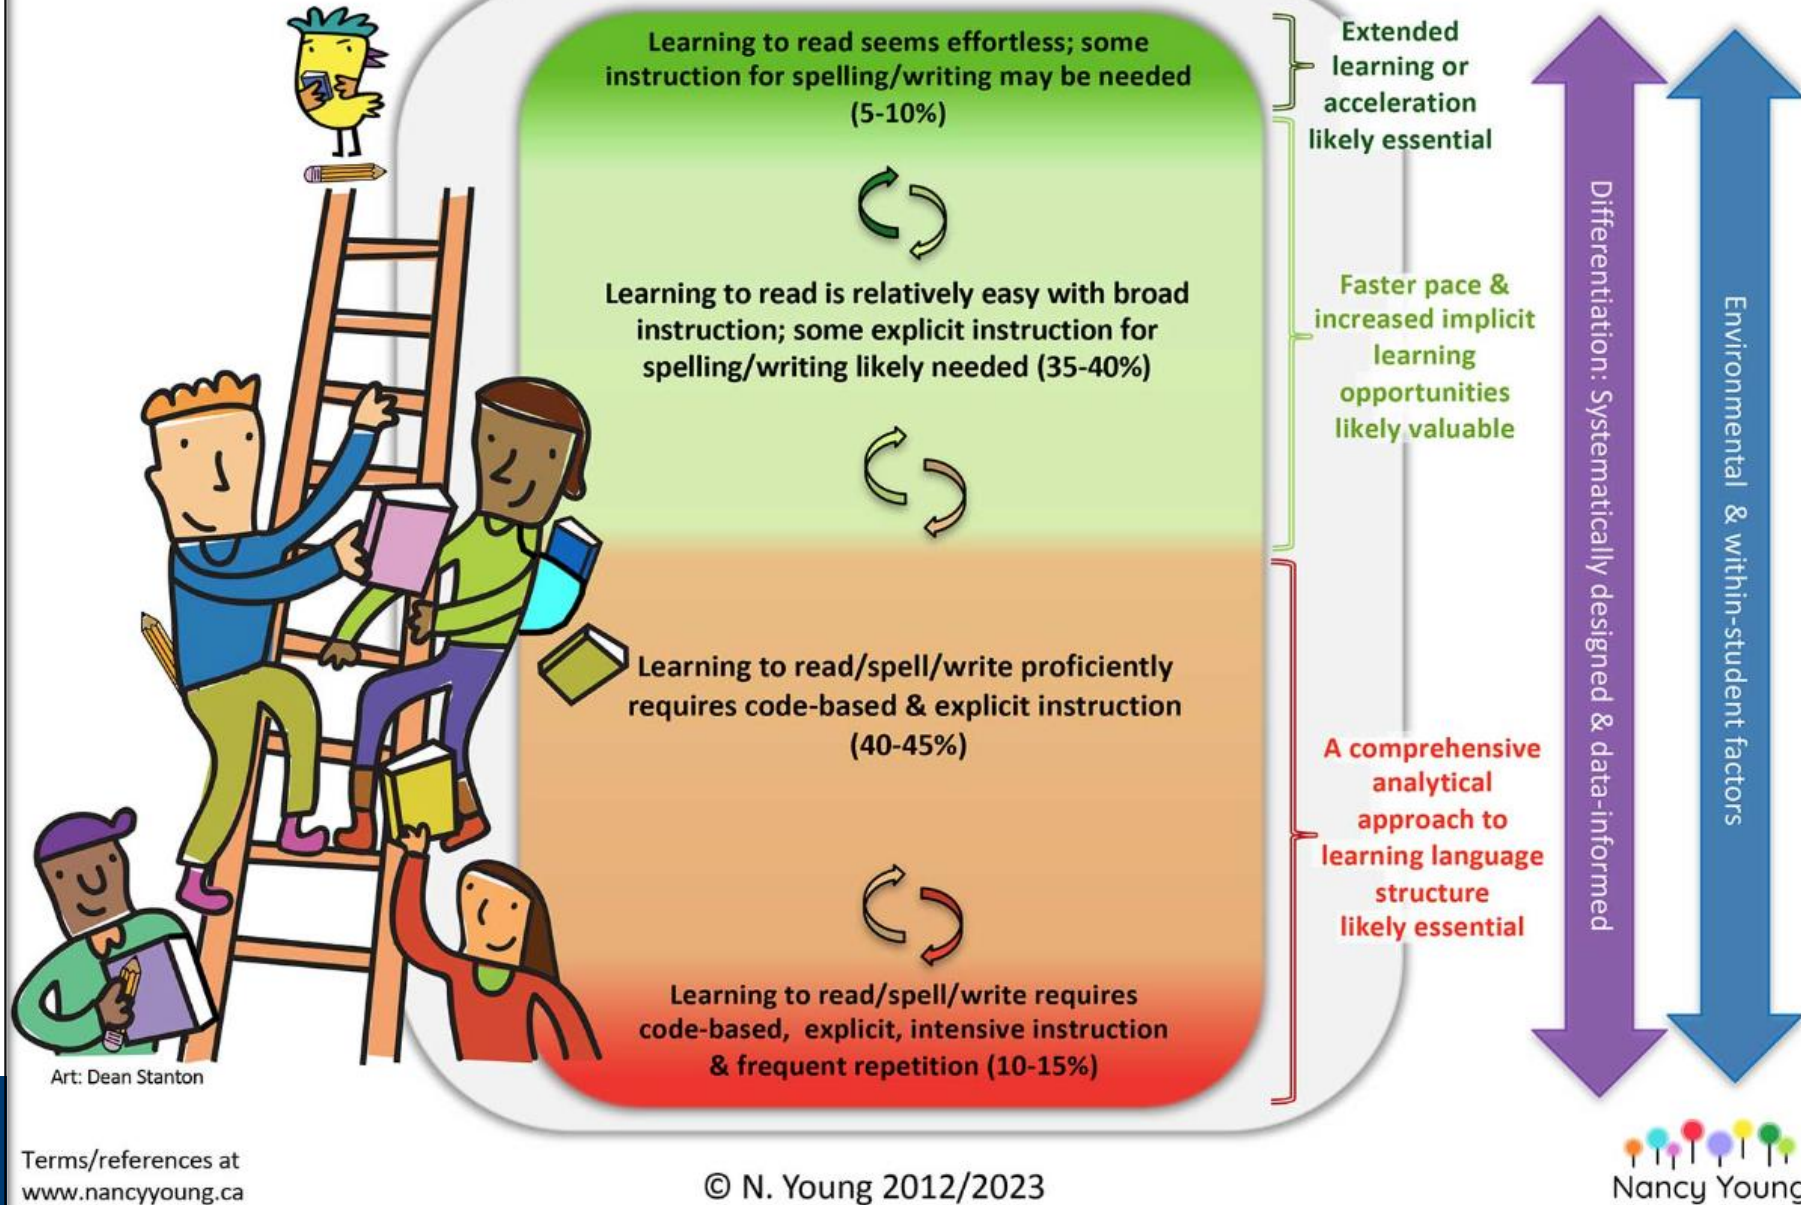 Learning to read seems effortless; some
instruction for spelling/writing may be needed
(5-10%)
Learning to read is relatively easy with broad
instruction; some explicit instruction for
spelling/writing likely needed (35-40%)
Learning to read/spell/write proficiently
requires code-based & explicit instruction
(40-45%)
Learning to read/spell/write requires
code-based, explicit, intensive instruction
& frequent repetition (10-15%)
Extended
learning or
acceleration
likely essential
Faster pace &
increased implicit
learning
opportunities
likely valuable
A comprehensive
analytical
approach to
learning language
structure
likely essential
Differentiation: Systematically designed & data-informed
Environmental & within-student factors
Art: Dean Stanton
Terms/references at
www.nancyyoung.ca
© N. Young 2012/2023
Nancy Young